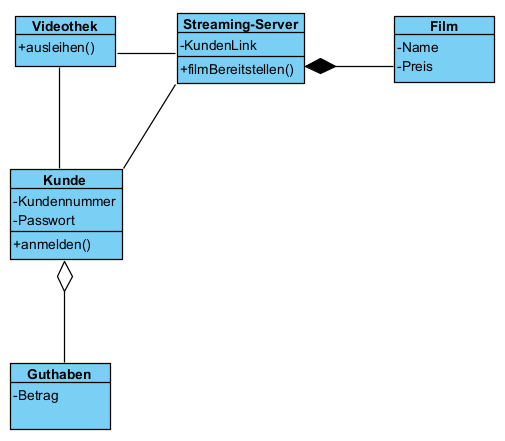 Videothek
+ausleihen()
Streaming-Server
-KundenLink
+filmBereitstellen()
Film
-Name
-Preis
Kunde
-Kundennummer
-Passwort
+anmelden()
Guthaben
-Betrag